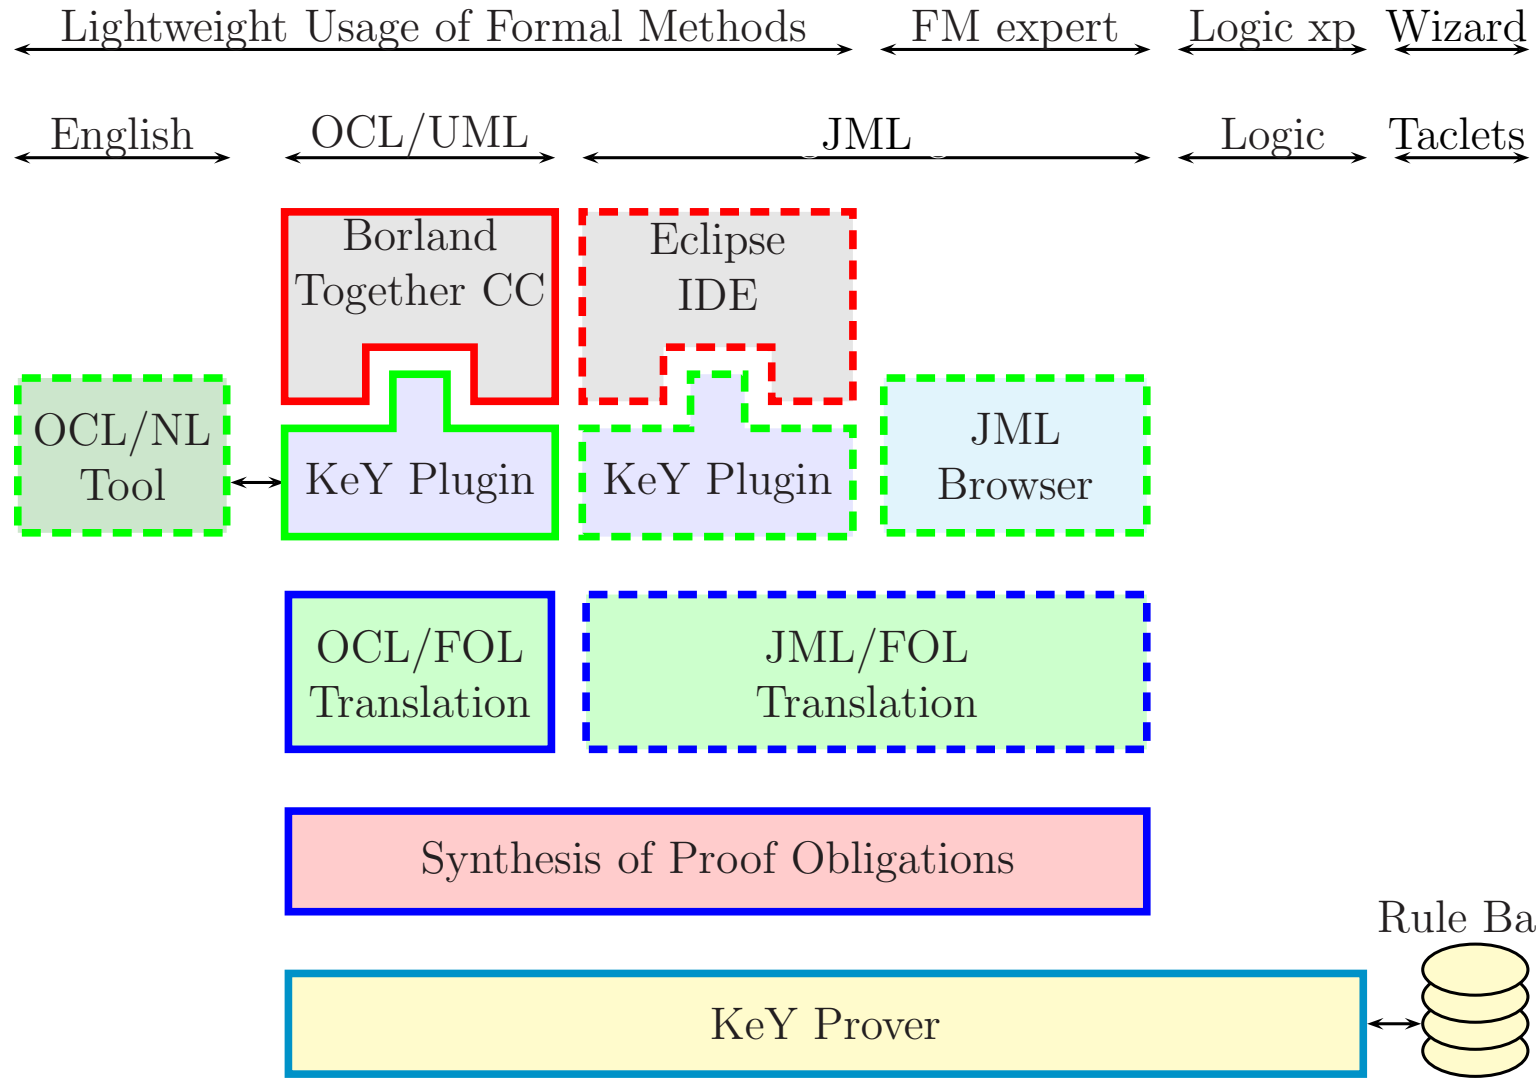 Lightweight Usage of Formal Methods FM expert Logic xp Wizard
English OCL/UML JML Logic Taclets
Borland
Together CC
Eclipse
IDE
OCL/NL
Tool
KeY Plugin
KeY Plugin
JML
Browser
OCL/FOL
Translation
JML/FOL
Translation
Synthesis of Proof Obligations
Rule Ba
KeY Prover